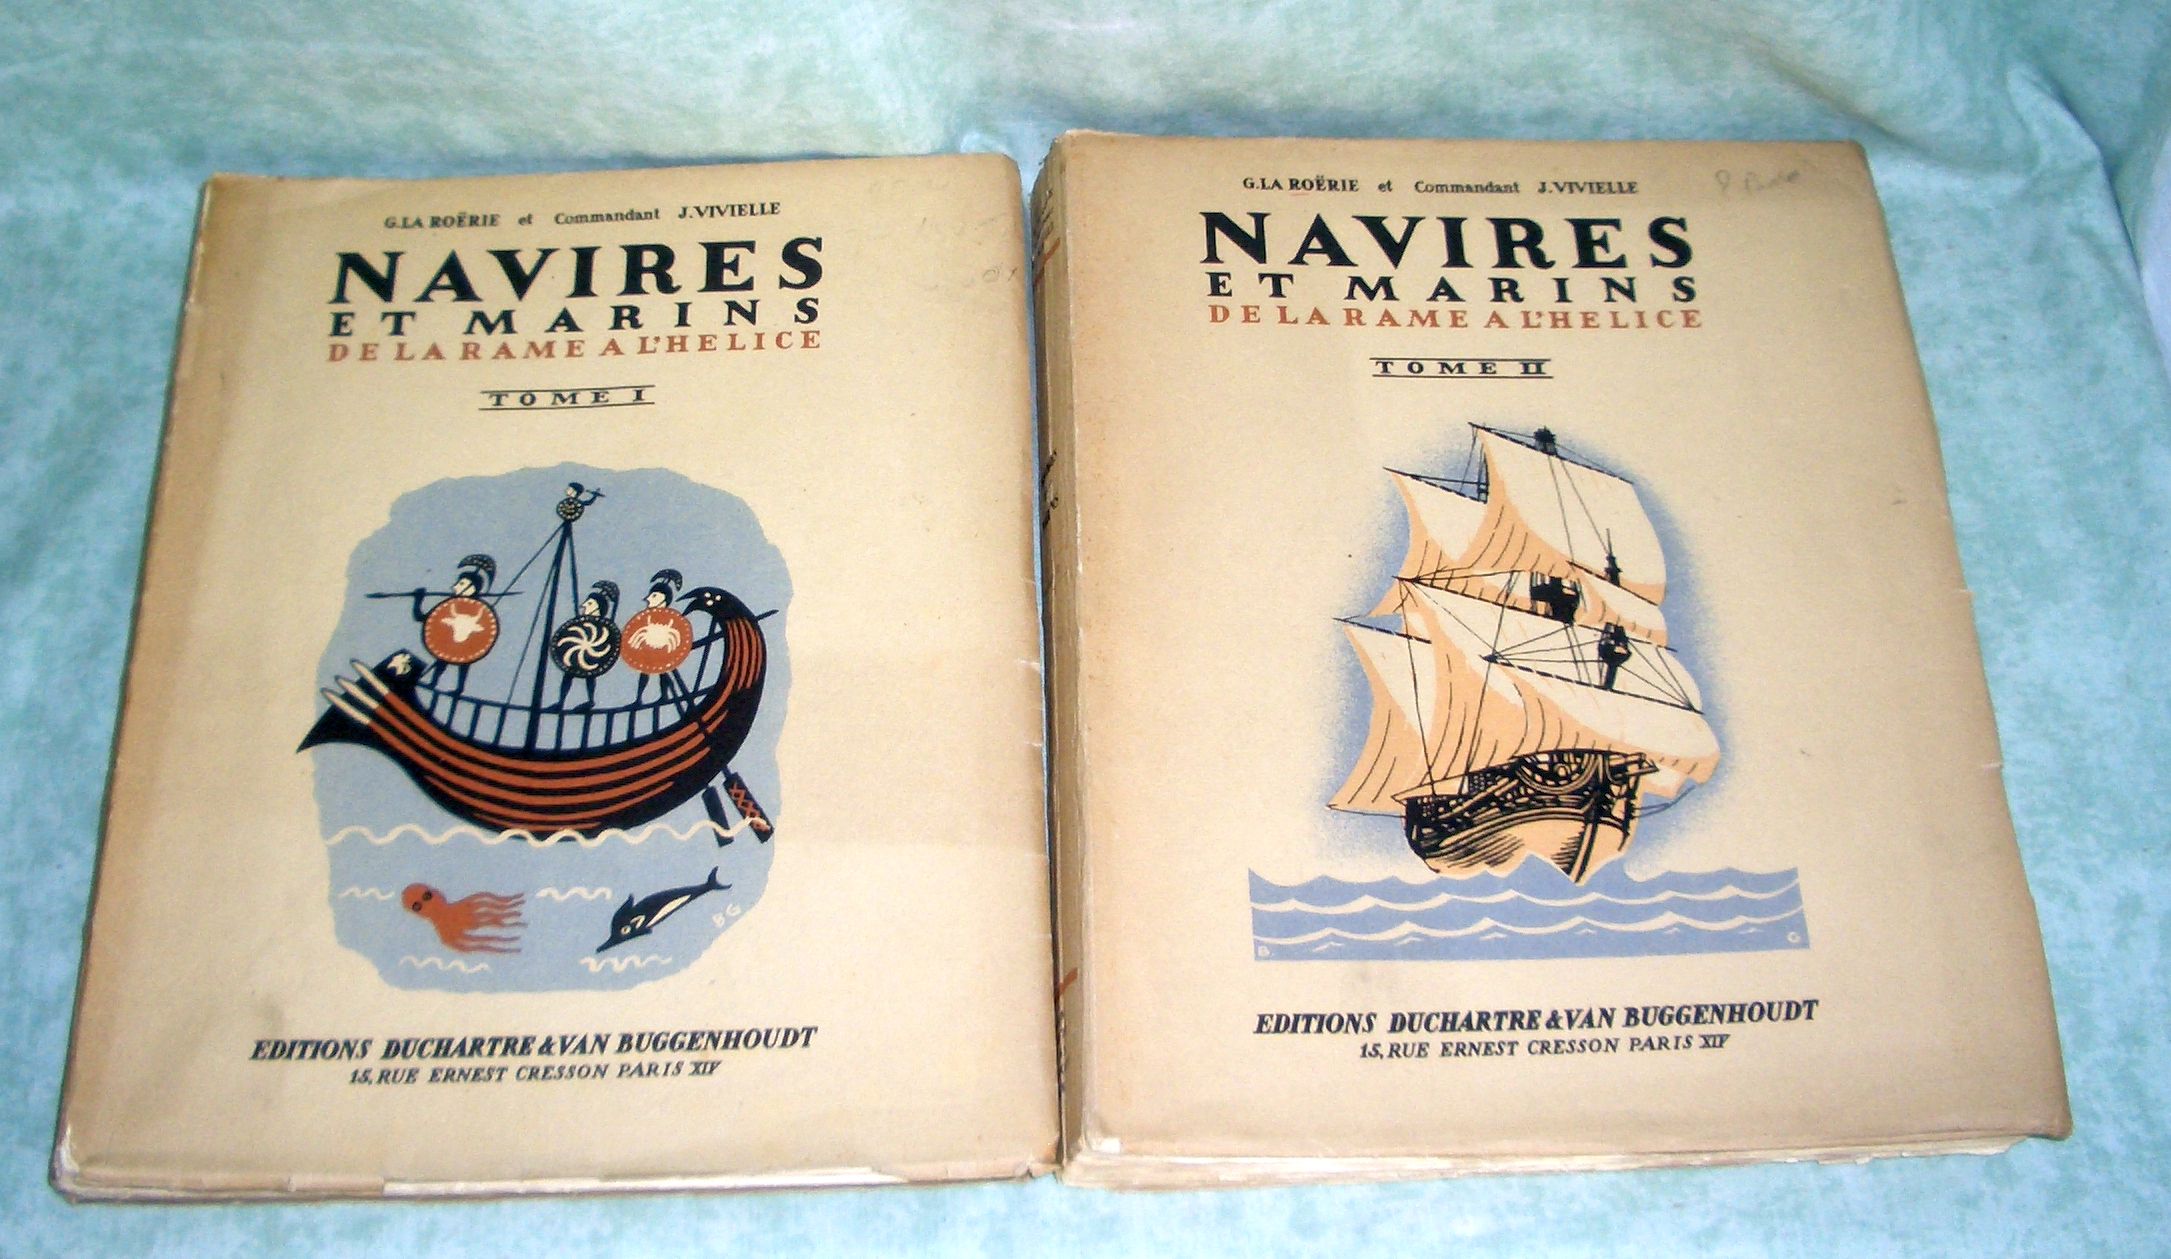 G.LA ROËRIE et Commandant J.VIVIELLE
NAVIRES
ET MARINS
DE LA RAME A L'HELICE
TOME I
BG
EDITIONS DUCHARTRE & VAN BUGGENHOUDT
15, RUE ERNEST CRESSON PARIS XIV
G.LA ROËRIE et Commandant J.VIVIELLE
NAVIRES
ET MARINS
DE LA RAME A L'HELICE
TOME II
B. G
EDITIONS DUCHARTRE & VAN BUGGENHOUDT
15, RUE ERNEST CRESSON PARIS XIV